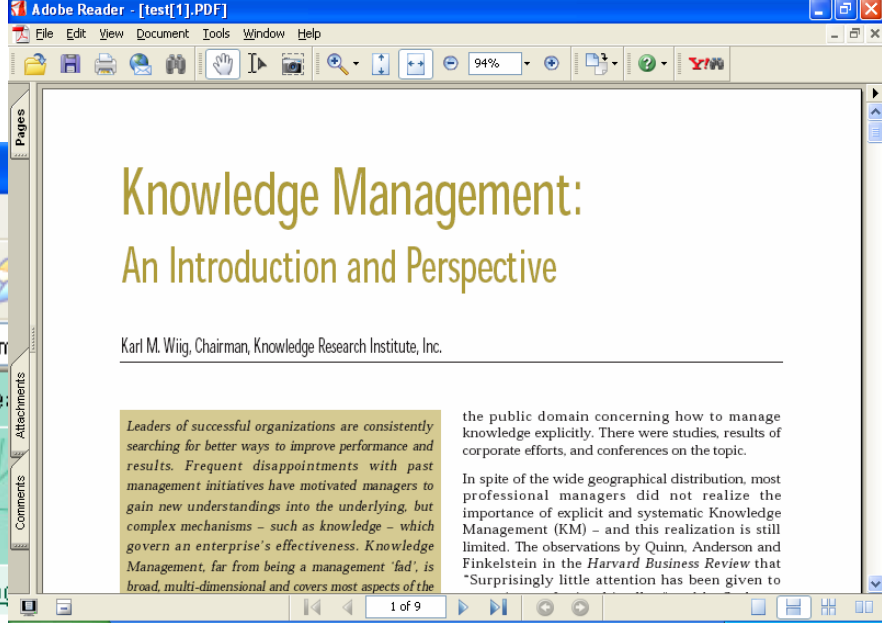 Adobe Reader - [test[1].PDF]
File Edit View Document Tools Window Help
94%
Y!
Pages
Attachments
Comments
Knowledge Management:
An Introduction and Perspective
Karl M. Wiig, Chairman, Knowledge Research Institute, Inc.
Leaders of successful organizations are consistently
searching for better ways to improve performance and
results. Frequent disappointments with past
management initiatives have motivated managers to
gain new understandings into the underlying, but
complex mechanisms – such as knowledge – which
govern an enterprise's effectiveness. Knowledge
Management, far from being a management 'fad', is
broad, multi-dimensional and covers most aspects of the
the public domain concerning how to manage
knowledge explicitly. There were studies, results of
corporate efforts, and conferences on the topic.
In spite of the wide geographical distribution, most
professional managers did not realize the
importance of explicit and systematic Knowledge
Management (KM) – and this realization is still
limited. The observations by Quinn, Anderson and
Finkelstein in the Harvard Business Review that
"Surprisingly little attention has been given to
1 of 9